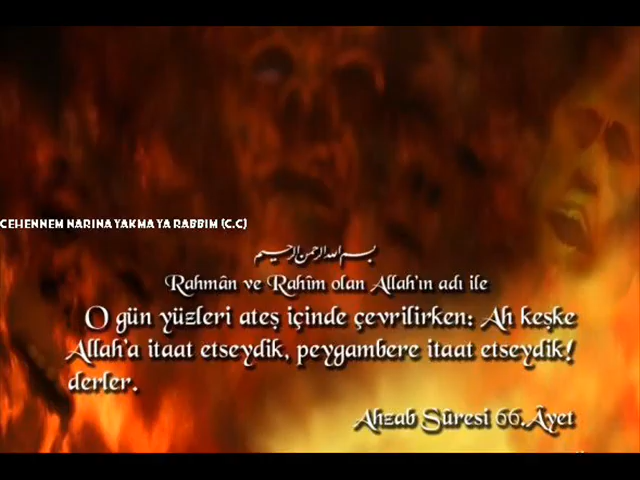 CEHENNEM NARINA YAKMA YA RABBIM (C.C)
بسم الله الرحمن الرحيم
Rahmân ve Rahîm olan Allah'ın adı ile
O gün yüzleri ateş içinde çevrilirken: Ah keşke
Allah'a itaat etseydik, peygambere itaat etseydik!
derler.
Ahzab Sûresi 66.Âyet